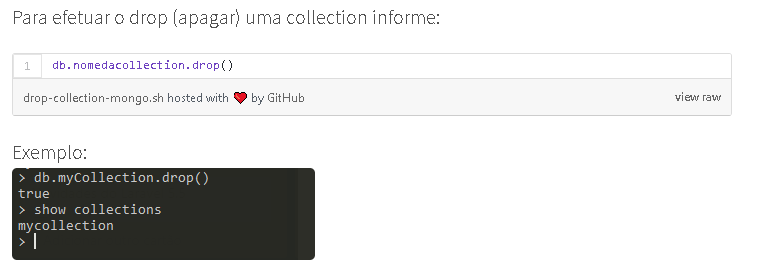 Para efetuar o drop (apagar) uma collection informe:
1 db.nomedacollection.drop()
drop-collection-mongo.sh hosted with ❤ by GitHub view raw
Exemplo:
> db.myCollection.drop()
true
> show collections
mycollection
>